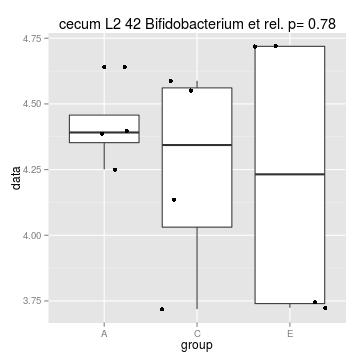 cecum L2 42 Bifidobacterium et rel. p= 0.78
4.75
4.50
4.25
4.00
3.75
data
A C E
group